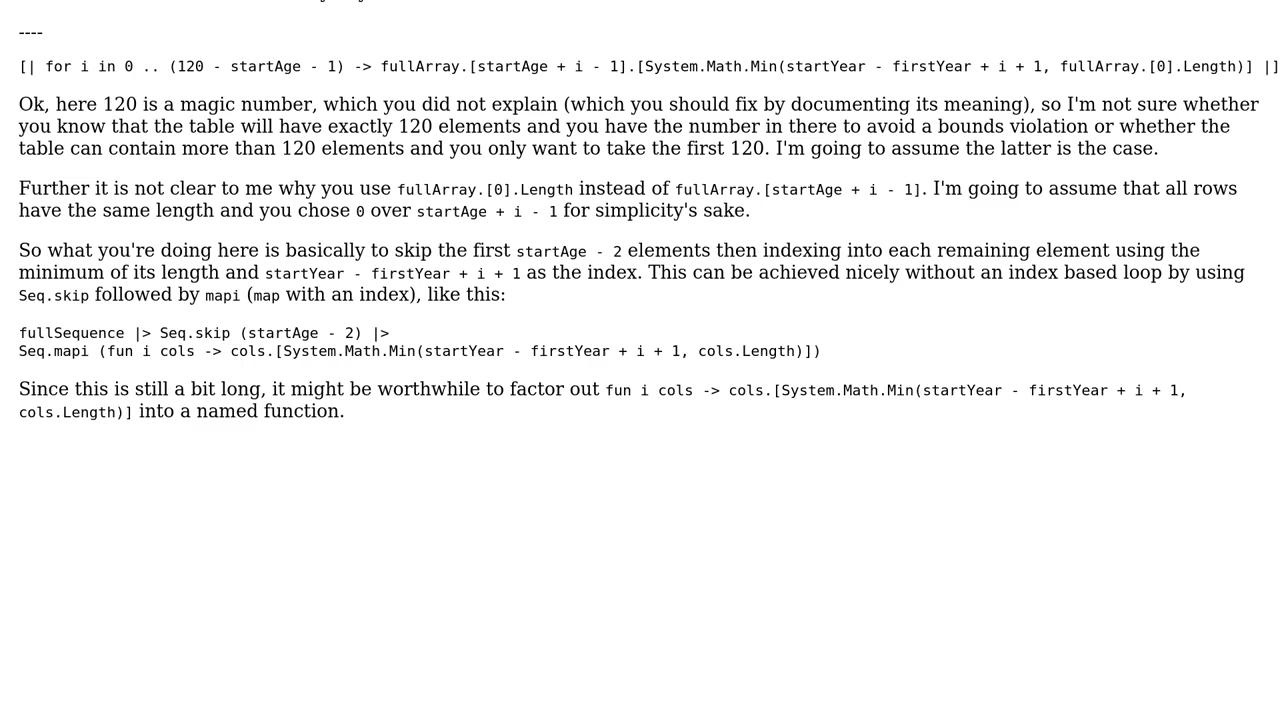 ----
[| for i in 0 .. (120 - startAge - 1) -> fullArray.[startAge + i - 1].[System.Math.Min(startYear - firstYear + i + 1, fullArray.[0].Length)] |]
Ok, here 120 is a magic number, which you did not explain (which you should fix by documenting its meaning), so I'm not sure whether
you know that the table will have exactly 120 elements and you have the number in there to avoid a bounds violation or whether the
table can contain more than 120 elements and you only want to take the first 120. I'm going to assume the latter is the case.
Further it is not clear to me why you use fullArray.[0].Length instead of fullArray.[startAge + i - 1]. I'm going to assume that all rows
have the same length and you chose 0 over startAge + i - 1 for simplicity's sake.
So what you're doing here is basically to skip the first startAge - 2 elements then indexing into each remaining element using the
minimum of its length and startYear - firstYear + i + 1 as the index. This can be achieved nicely without an index based loop by using
Seq.skip followed by mapi (map with an index), like this:
fullSequence |> Seq.skip (startAge - 2) |>
Seq.mapi (fun i cols -> cols.[System.Math.Min(startYear - firstYear + i + 1, cols.Length)])
Since this is still a bit long, it might be worthwhile to factor out fun i cols -> cols.[System.Math.Min(startYear - firstYear + i + 1,
cols.Length)] into a named function.